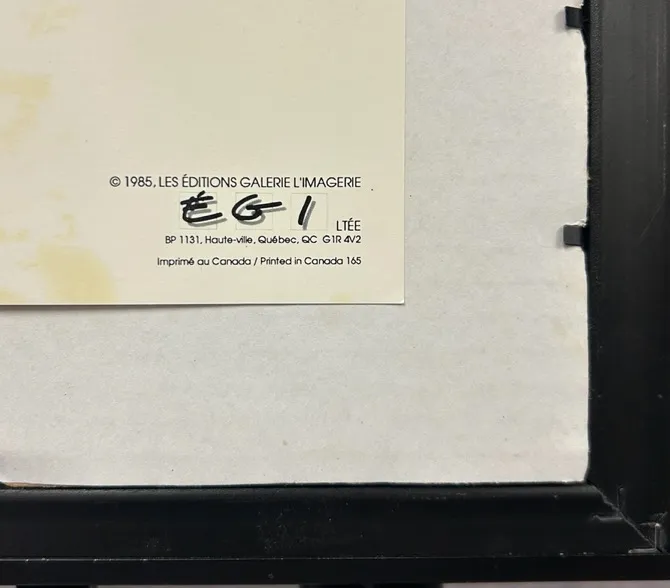 © 1985, LES ÉDITIONS GALERIE L'IMAGERIE
ÉGI LTÉE
BP 1131, Haute-ville, Québec, QC G1R 4V2
Imprimé au Canada / Printed in Canada 165